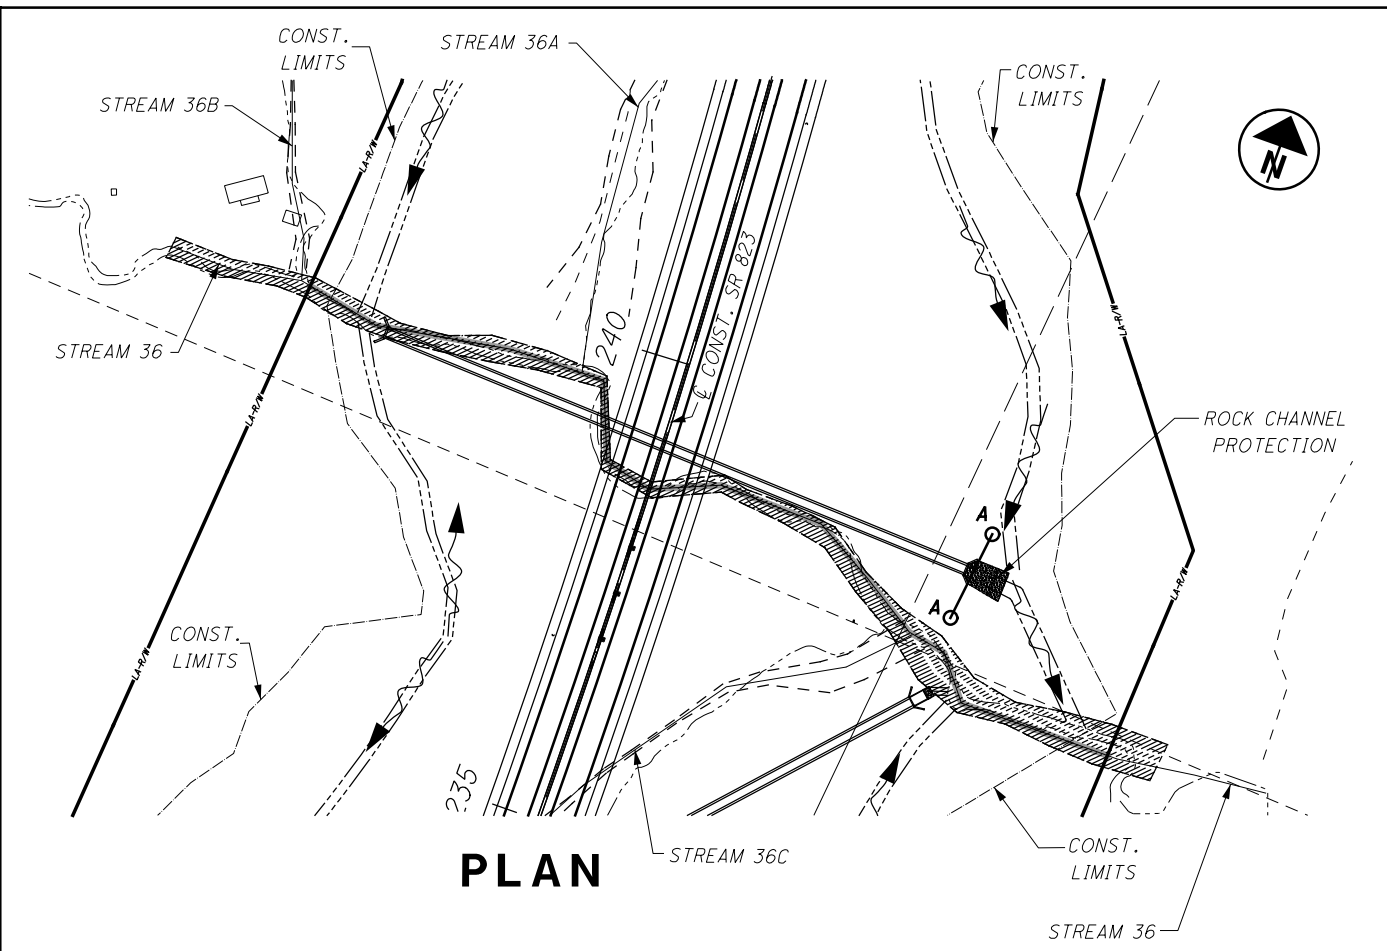 CONST.
LIMITS
STREAM 36A
CONST.
LIMITS
STREAM 36B
LA-R/W
N
STREAM 36
240
℄ CONST. SR 823
LA-R/W
LA-R/W
ROCK CHANNEL
PROTECTION
A
A
LA-R/W
CONST.
LIMITS
LA-R/W
235
STREAM 36C
CONST.
LIMITS
PLAN
STREAM 36